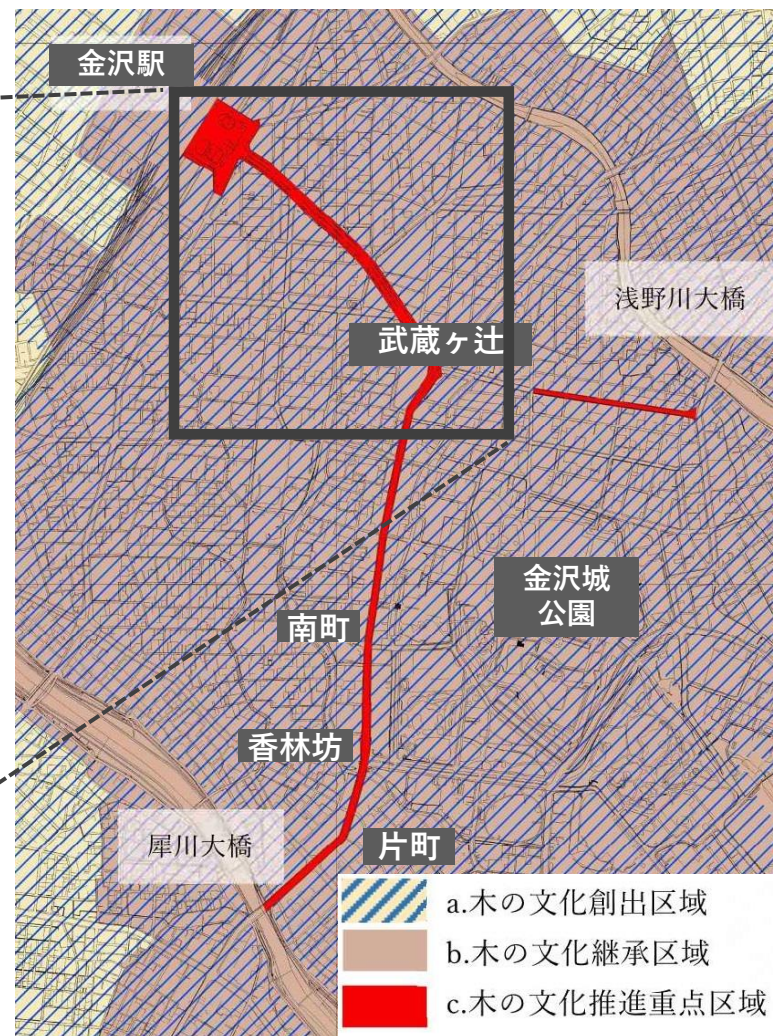 金沢駅
浅野川大橋
武蔵ヶ辻
金沢城
公園
南町
香林坊
犀川大橋
片町
a.木の文化創出区域
b.木の文化継承区域
c.木の文化推進重点区域